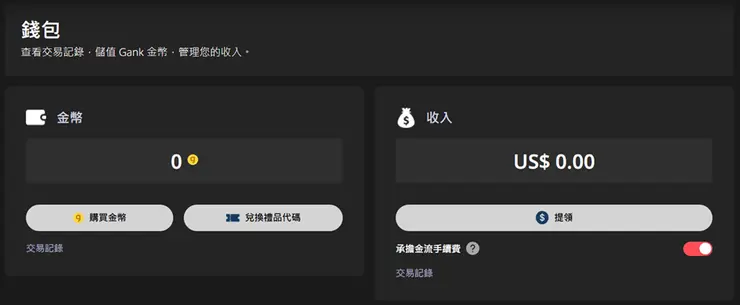 錢包
查看交易記錄，儲值 Gank 金幣，管理您的收入。
金幣
0
購買金幣
兌換禮品代碼
交易記錄
收入
US$ 0.00
提領
承擔金流手續費 ?
交易記錄